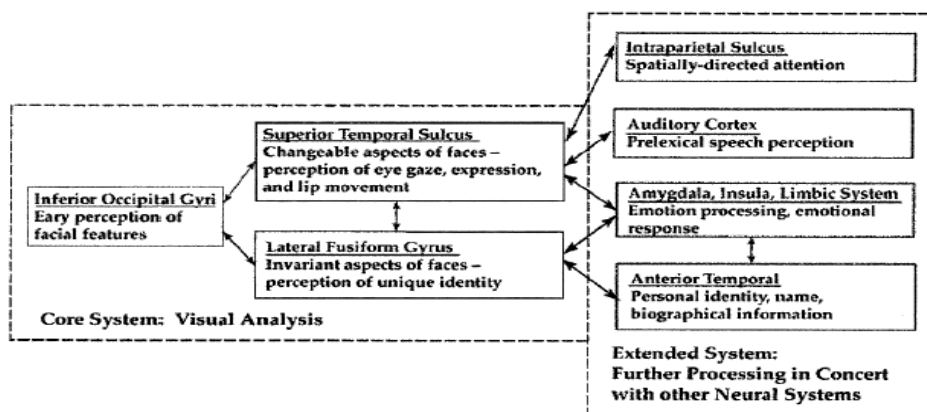 Intraparietal Sulcus
Spatially-directed attention
Superior Temporal Sulcus
Changeable aspects of faces –
perception of eye gaze, expression,
and lip movement
Auditory Cortex
Prelexical speech perception
Inferior Occipital Gyri
Eary perception of
facial features
Amygdala, Insula, Limbic System
Emotion processing, emotional
response
Lateral Fusiform Gyrus
Invariant aspects of faces –
perception of unique identity
Anterior Temporal
Personal identity, name,
biographical information
Core System: Visual Analysis
Extended System:
Further Processing in Concert
with other Neural Systems